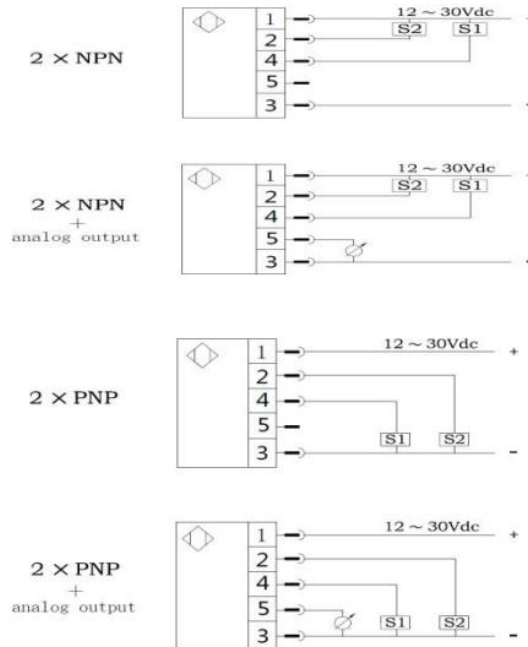 1 12 ~ 30Vdc
2 S2 S1
2 × NPN
4
5
3
1 12 ~ 30Vdc
2 S2 S1
2 × NPN
+
analog output
4
5
3
1 12 ~ 30Vdc +
2
2 × PNP
4
5 S1 S2
3 -
1 12 ~ 30Vdc +
2
2 × PNP
+
analog output
4
5 S1 S2
3 -